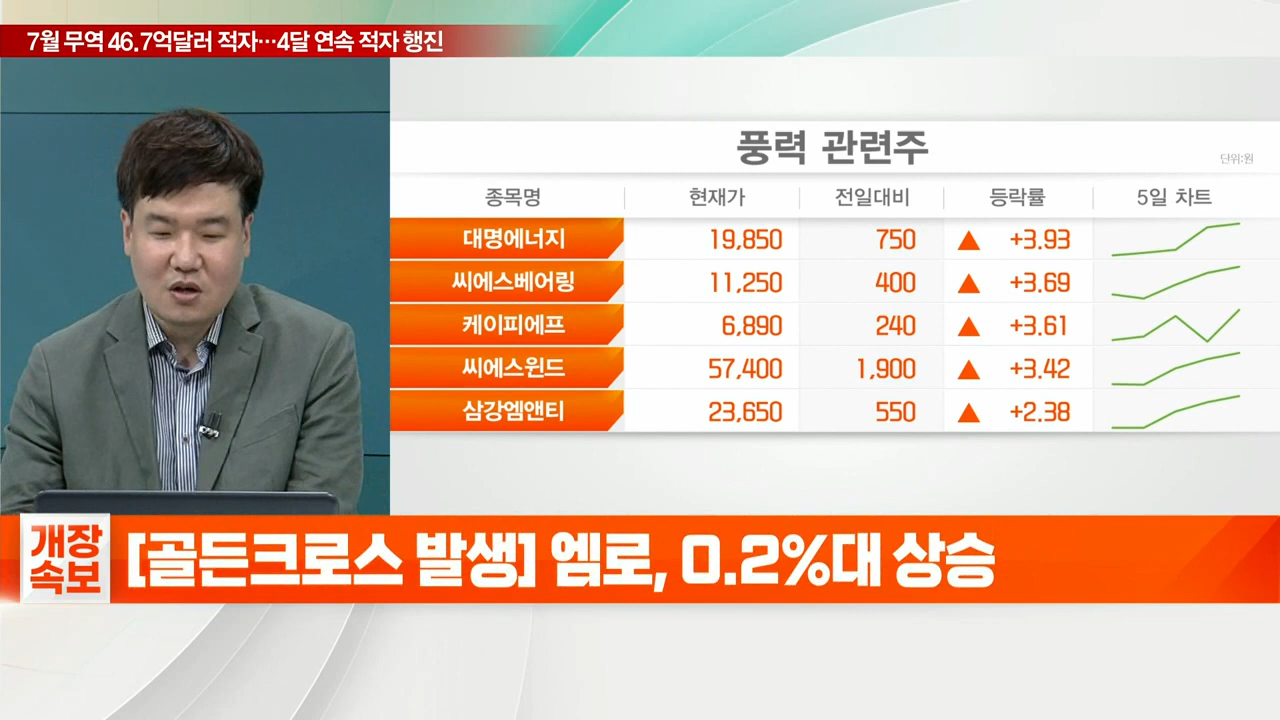 7월 무역 46.7억달러 적자…4달 연속 적자 행진
풍력 관련주
단위:원
종목명 현재가 전일대비 등락률 5일 차트
대명에너지 19,850 750 ▲ +3.93
씨에스베어링 11,250 400 ▲ +3.69
케이피에프 6,890 240 ▲ +3.61
씨에스윈드 57,400 1,900 ▲ +3.42
삼강엠앤티 23,650 550 ▲ +2.38
개장
속보
[골든크로스 발생] 엠로, 0.2%대 상승